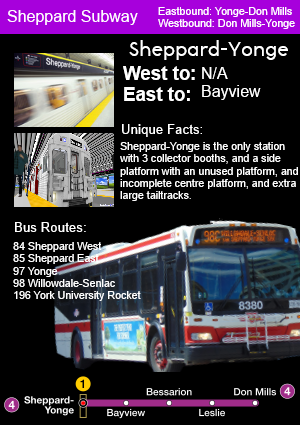 Sheppard Subway
Eastbound: Yonge-Don Mills
Westbound: Don Mills-Yonge
Sheppard-Yonge
West to: N/A
East to: Bayview
Unique Facts:
Sheppard-Yonge is the only station
with 3 collector booths, and a side
platform with an unused platform, and
incomplete centre platform, and extra
large tailtracks.
Bus Routes:
84 Sheppard West
85 Sheppard East
97 Yonge
98 Willowdale-Senlac
196 York University Rocket
Sheppard-Yonge
98C WILLOWDALE-SENLAC
8380
1
4
Sheppard-
Yonge
Bayview
Bessarion
Leslie
Don Mills
4